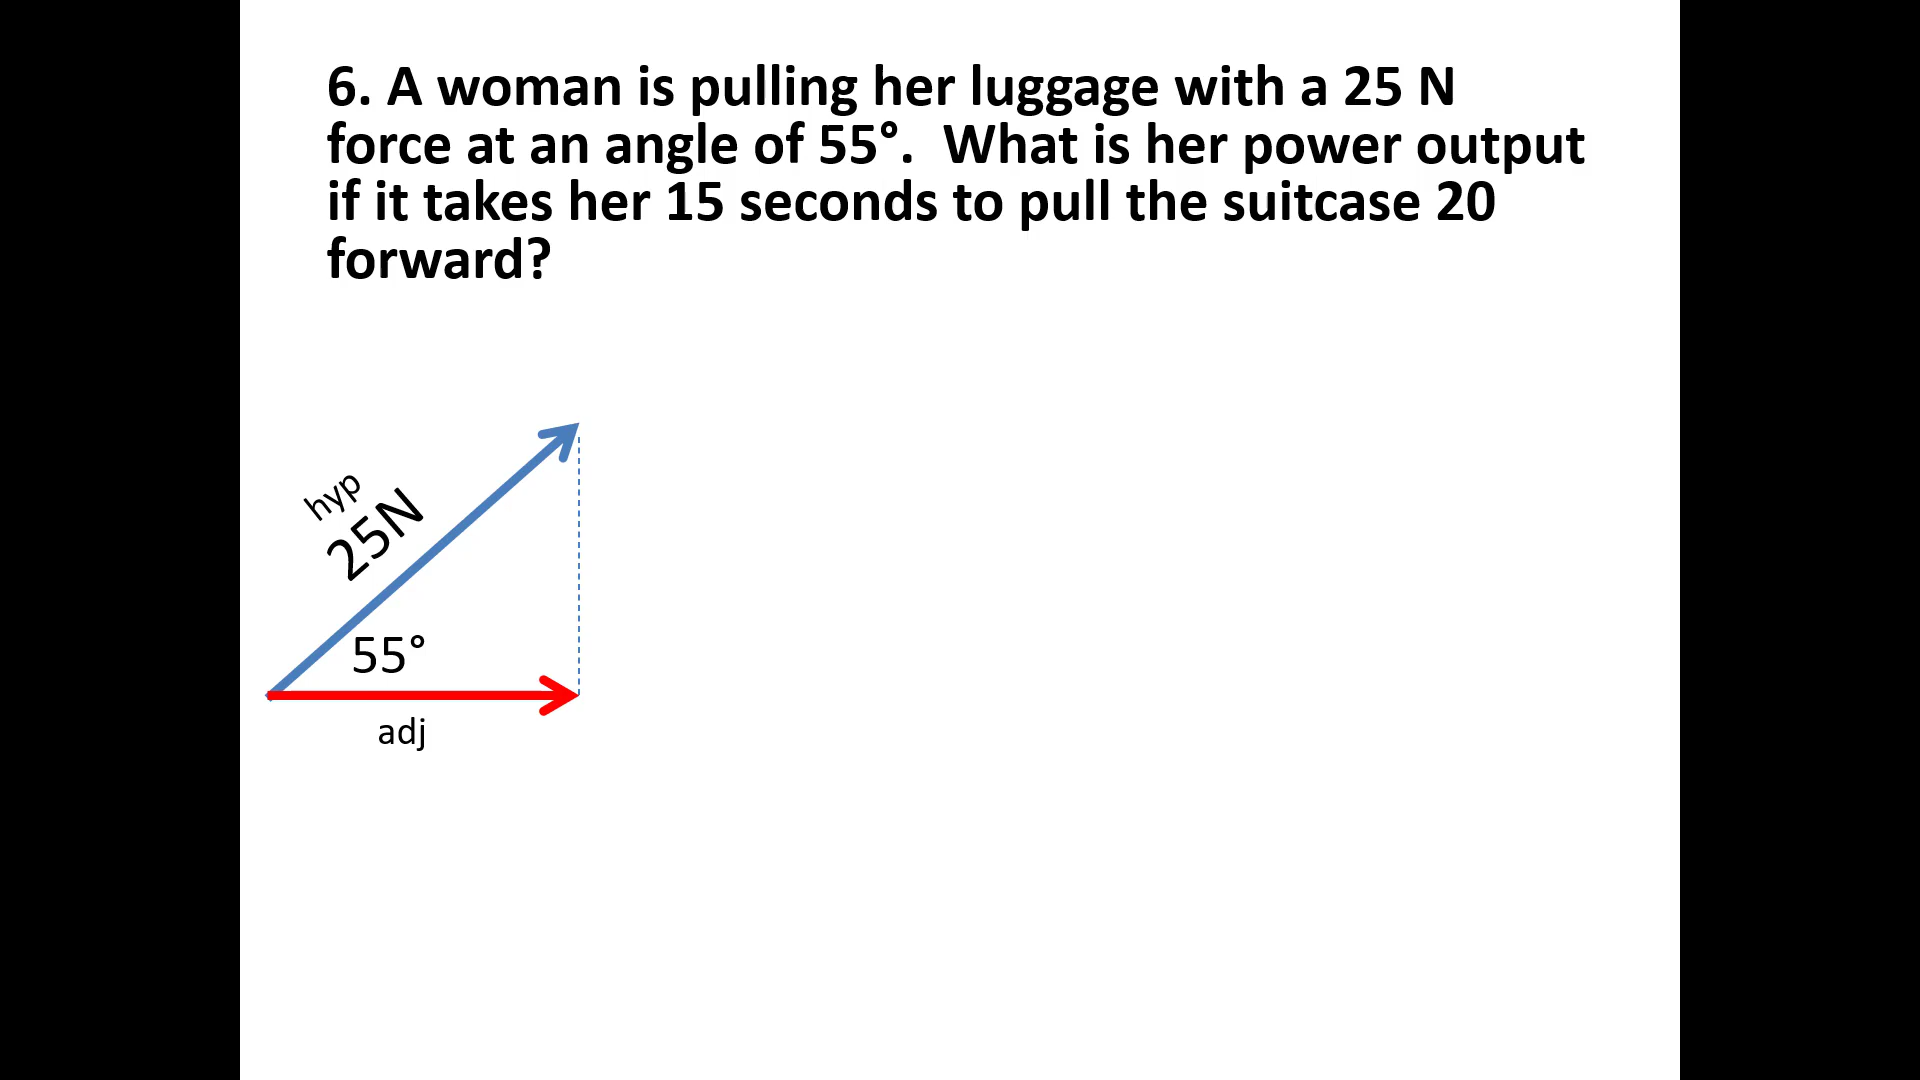 6. A woman is pulling her luggage with a 25 N
force at an angle of 55°.  What is her power output
if it takes her 15 seconds to pull the suitcase 20
forward?
hyp
25N
55°
adj